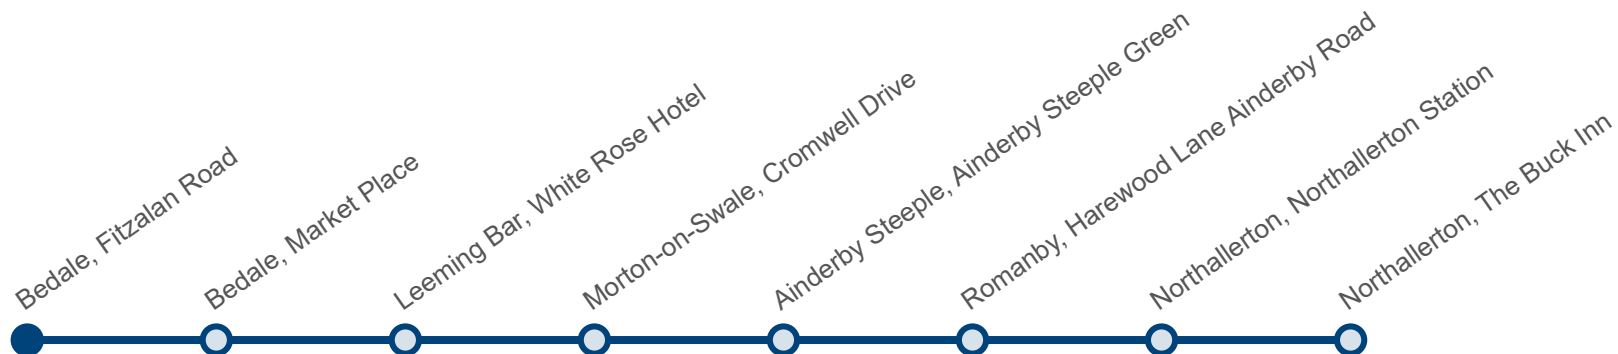 Bedale, Fitzalan Road
Bedale, Market Place
Leeming Bar, White Rose Hotel
Morton-on-Swale, Cromwell Drive
Ainderby Steeple, Ainderby Steeple Green
Romanby, Harewood Lane Ainderby Road
Northallerton, Northallerton Station
Northallerton, The Buck Inn